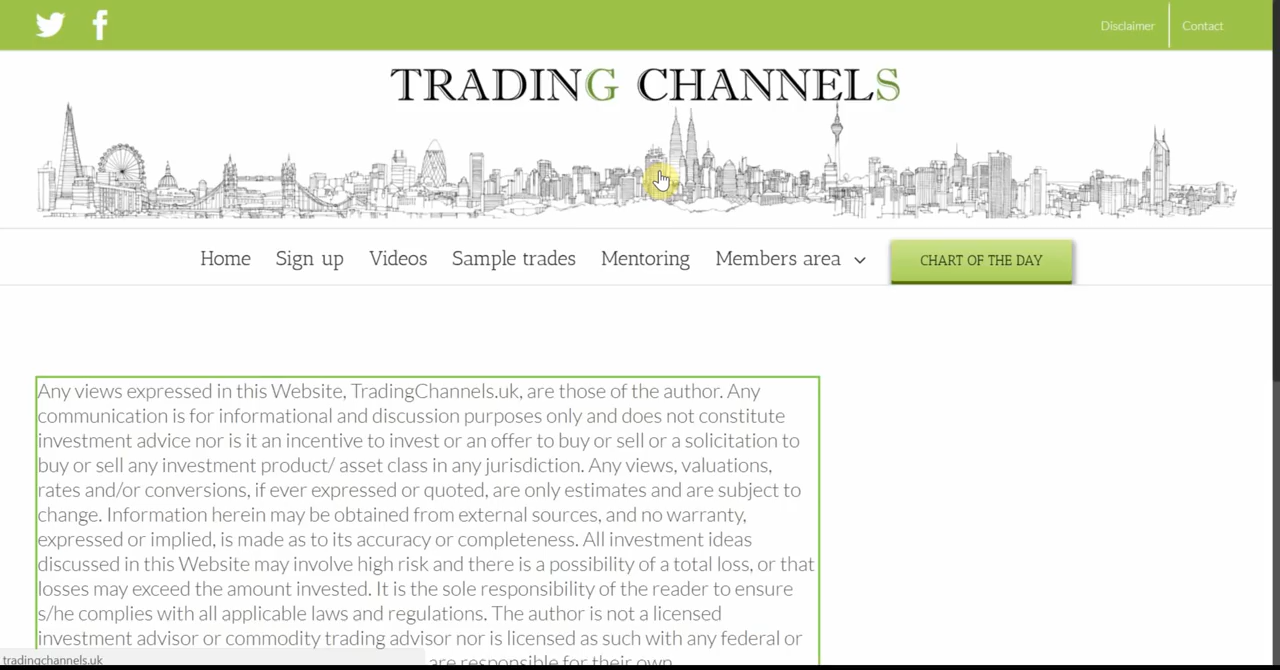 Disclaimer
Contact
TRADING CHANNELS
Home
Sign up
Videos
Sample trades
Mentoring
Members area
CHART OF THE DAY
Any views expressed in this Website, TradingChannels.uk, are those of the author. Any
communication is for informational and discussion purposes only and does not constitute
investment advice nor is it an incentive to invest or an offer to buy or sell or a solicitation to
buy or sell any investment product/ asset class in any jurisdiction. Any views, valuations,
rates and/or conversions, if ever expressed or quoted, are only estimates and are subject to
change. Information herein may be obtained from external sources, and no warranty,
expressed or implied, is made as to its accuracy or completeness. All investment ideas
discussed in this Website may involve high risk and there is a possibility of a total loss, or that
losses may exceed the amount invested. It is the sole responsibility of the reader to ensure
s/he complies with all applicable laws and regulations. The author is not a licensed
investment advisor or commodity trading advisor nor is licensed as such with any federal or
are responsible for their own
tradingchannels.uk